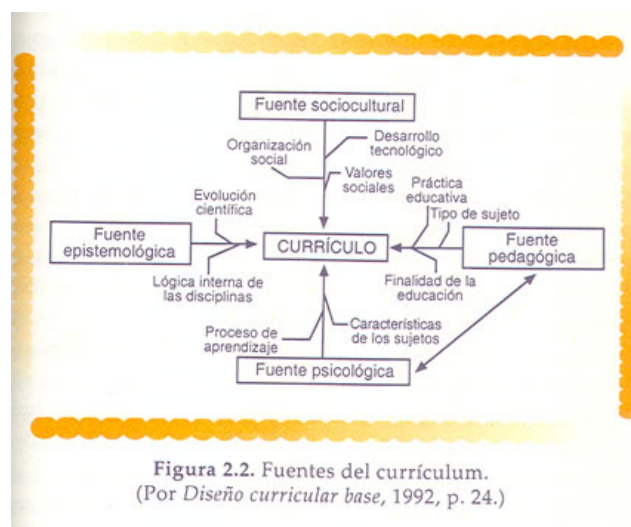 Fuente sociocultural
Organización
social
Desarrollo
tecnológico
Valores
sociales
Evolución
científica
Práctica
educativa
Tipo de sujeto
Fuente
epistemológica
CURRÍCULO
Fuente
pedagógica
Lógica interna de
las disciplinas
Finalidad de la
educación
Proceso de
aprendizaje
Características
de los sujetos
Fuente psicológica
Figura 2.2. Fuentes del currículum.
(Por Diseño curricular base, 1992, p. 24.)